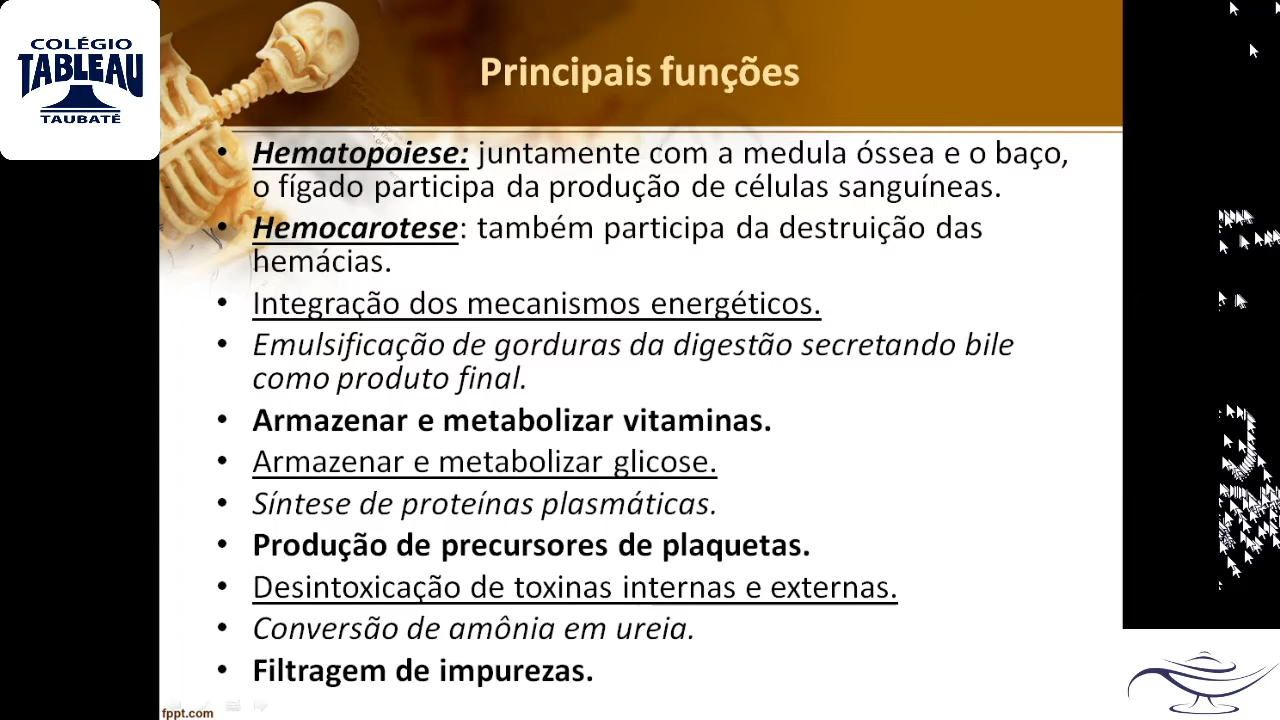 COLÉGIO
TABLEAU
TAUBATÉ
Principais funções
• Hematopoiese: juntamente com a medula óssea e o baço,
o fígado participa da produção de células sanguíneas.
• Hemocarotese: também participa da destruição das
hemácias.
• Integração dos mecanismos energéticos.
• Emulsificação de gorduras da digestão secretando bile
como produto final.
• Armazenar e metabolizar vitaminas.
• Armazenar e metabolizar glicose.
• Síntese de proteínas plasmáticas.
• Produção de precursores de plaquetas.
• Desintoxicação de toxinas internas e externas.
• Conversão de amônia em ureia.
• Filtragem de impurezas.
fppt.com